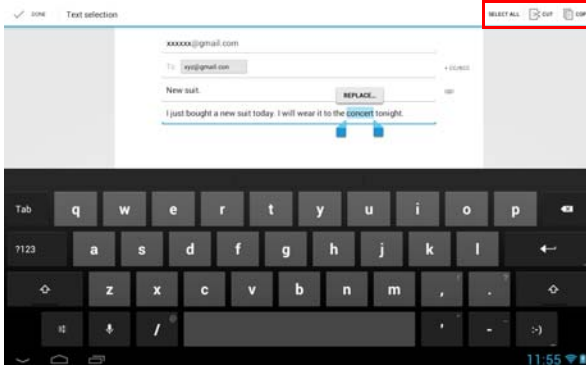 DONE Text selection SELECT ALL CUT COP
xxxxxx@gmail.com
To xyz@gmail.com + CC/BCC
New suit.
REPLACE...
I just bought a new suit today. I will wear it to the concert tonight.
Tab q w e r t y u i o p
?123 a s d f g h j k l
z x c v b n m , ! . ?
/ @ ' " - _ :-)
11:55